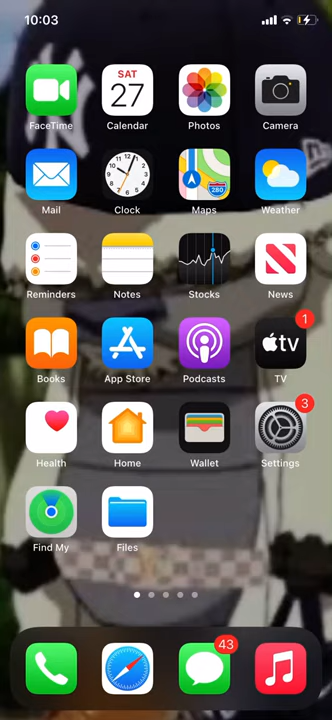 10:03
FaceTime
SAT
27
Calendar
Photos
Camera
Mail
Clock
280
Maps
Weather
Reminders
Notes
Stocks
News
Books
App Store
Podcasts
1
tv
TV
Health
Home
Wallet
3
Settings
Find My
Files
43